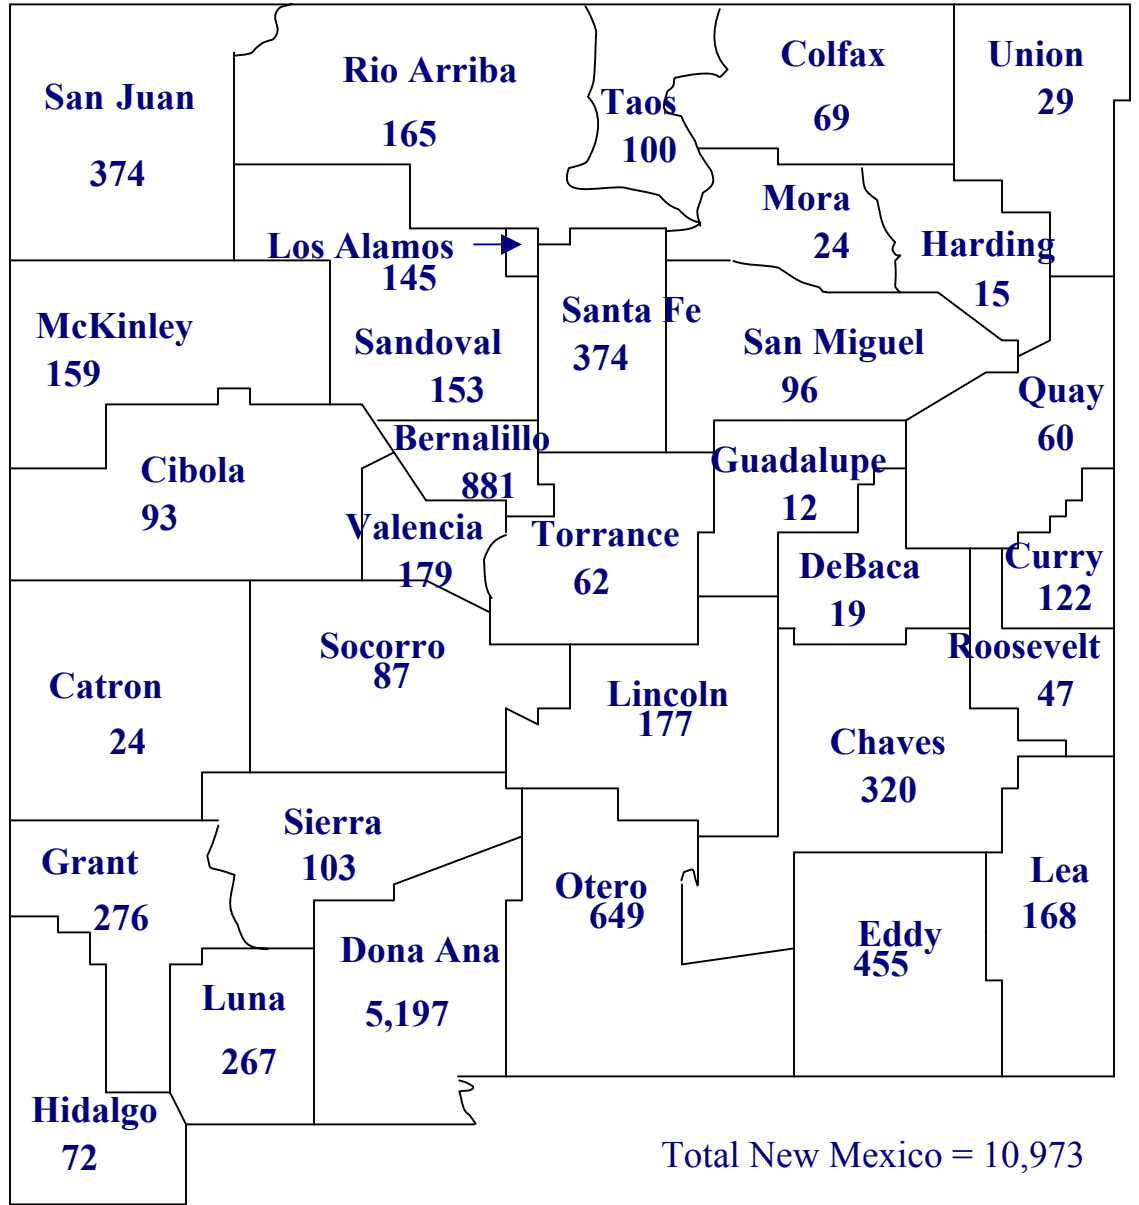 San Juan
374
Rio Arriba
165
Taos
100
Colfax
69
Union
29
Mora
24
Harding
15
Los Alamos
145
McKinley
159
Sandoval
153
Santa Fe
374
San Miguel
96
Quay
60
Cibola
93
Bernalillo
881
Guadalupe
12
Valencia
179
Torrance
62
DeBaca
19
Curry
122
Catron
24
Socorro
87
Lincoln
177
Roosevelt
47
Chaves
320
Sierra
103
Grant
276
Otero
649
Lea
168
Eddy
455
Dona Ana
5,197
Luna
267
Hidalgo
72
Total New Mexico = 10,973